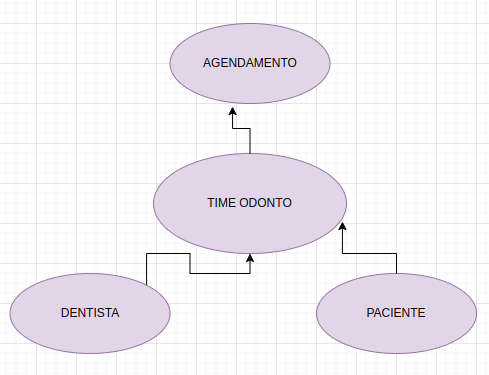 AGENDAMENTO
TIME ODONTO
DENTISTA
PACIENTE